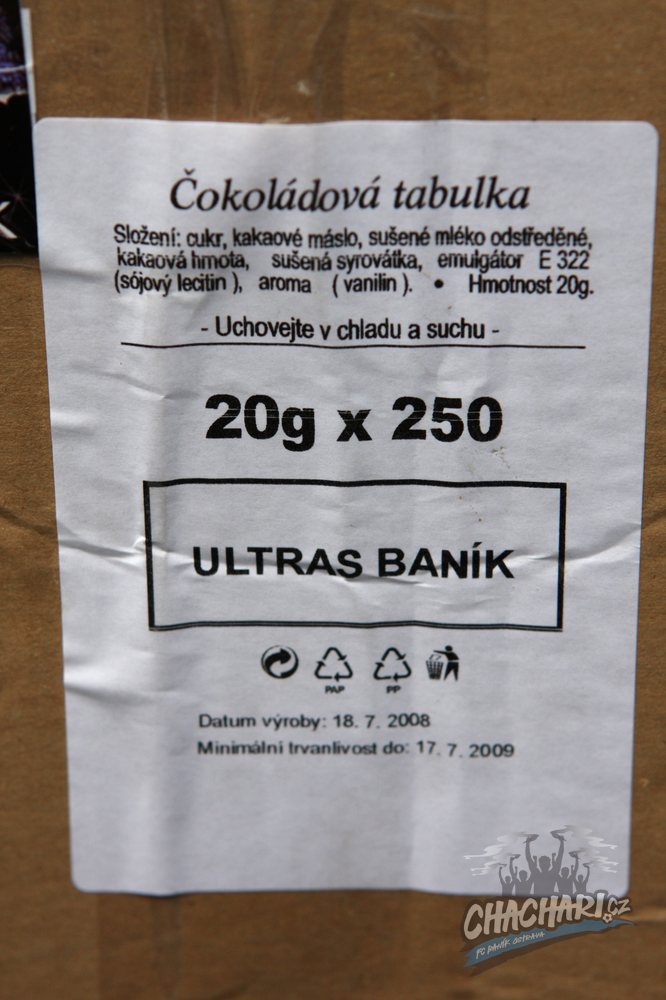 Čokoládová tabulka
Složení: cukr, kakaové máslo, sušené mléko odstředěné,
kakaová hmota, sušená syrovátka, emulgátor E 322
(sójový lecitin ), aroma ( vanilin ). • Hmotnost 20g.
- Uchovejte v chladu a suchu -
20g x 250
ULTRAS BANÍK
PAP PP
Datum výroby: 18. 7. 2008
Minimální trvanlivost do: 17. 7. 2009
CHACHARI.CZ
FC BANÍK OSTRAVA